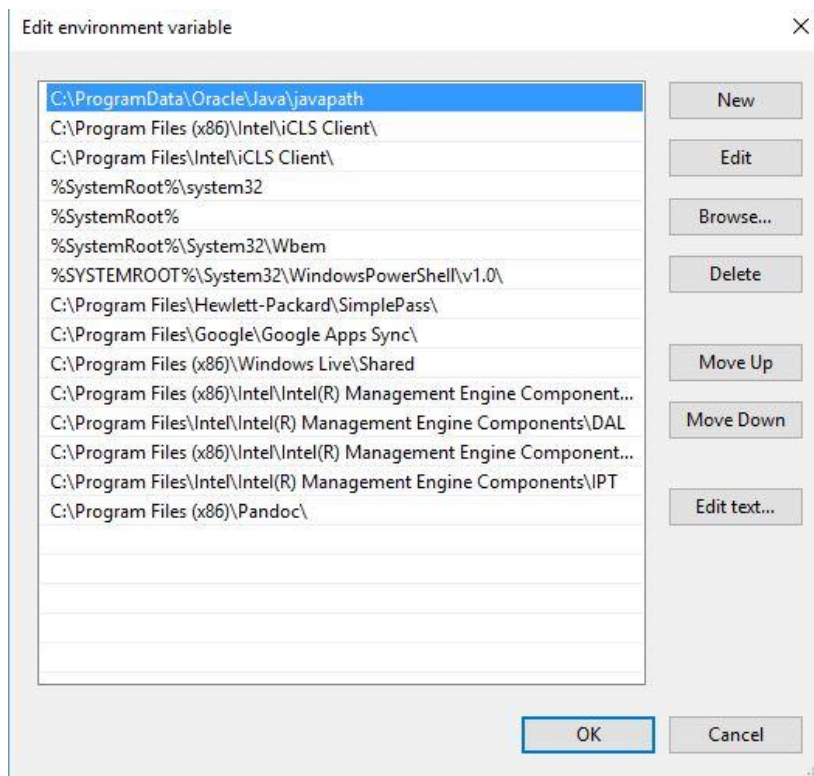 Edit environment variable
C:\ProgramData\Oracle\Java\javapath
C:\Program Files (x86)\Intel\iCLS Client\
C:\Program Files\Intel\iCLS Client\
%SystemRoot%\system32
%SystemRoot%
%SystemRoot%\System32\Wbem
%SYSTEMROOT%\System32\WindowsPowerShell\v1.0\
C:\Program Files\Hewlett-Packard\SimplePass\
C:\Program Files\Google\Google Apps Sync\
C:\Program Files (x86)\Windows Live\Shared
C:\Program Files (x86)\Intel\Intel(R) Management Engine Component...
C:\Program Files\Intel\Intel(R) Management Engine Components\DAL
C:\Program Files (x86)\Intel\Intel(R) Management Engine Component...
C:\Program Files\Intel\Intel(R) Management Engine Components\IPT
C:\Program Files (x86)\Pandoc\
New
Edit
Browse...
Delete
Move Up
Move Down
Edit text...
OK
Cancel